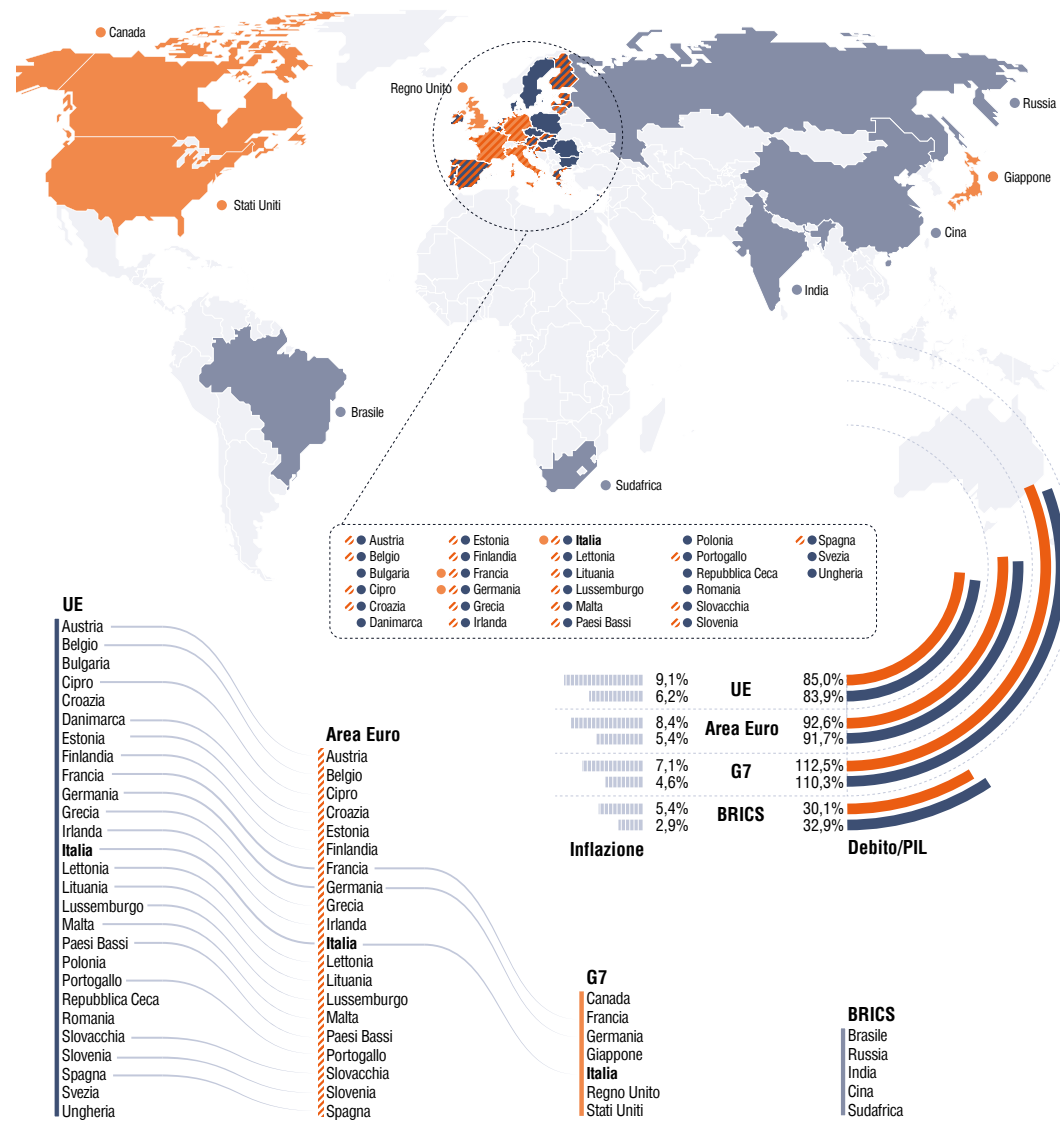 Canada
Regno Unito
Russia
Stati Uniti
Giappone
Cina
India
Brasile
Sudafrica
Austria
Belgio
Bulgaria
Cipro
Croazia
Danimarca
Estonia
Finlandia
Francia
Germania
Grecia
Irlanda
Italia
Lettonia
Lituania
Lussemburgo
Malta
Paesi Bassi
Polonia
Portogallo
Repubblica Ceca
Romania
Slovacchia
Slovenia
Spagna
Svezia
Ungheria
UE
Austria
Belgio
Bulgaria
Cipro
Croazia
Danimarca
Estonia
Finlandia
Francia
Germania
Grecia
Irlanda
Italia
Lettonia
Lituania
Lussemburgo
Malta
Paesi Bassi
Polonia
Portogallo
Repubblica Ceca
Romania
Slovacchia
Slovenia
Spagna
Svezia
Ungheria
Area Euro
Austria
Belgio
Cipro
Croazia
Estonia
Finlandia
Francia
Germania
Grecia
Irlanda
Italia
Lettonia
Lituania
Lussemburgo
Malta
Paesi Bassi
Portogallo
Slovacchia
Slovenia
Spagna
9,1% UE 85,0%
6,2% 83,9%
8,4% Area Euro 92,6%
5,4% 91,7%
7,1% G7 112,5%
4,6% 110,3%
5,4% BRICS 30,1%
2,9% 32,9%
Inflazione Debito/PIL
G7
Canada
Francia
Germania
Giappone
Italia
Regno Unito
Stati Uniti
BRICS
Brasile
Russia
India
Cina
Sudafrica